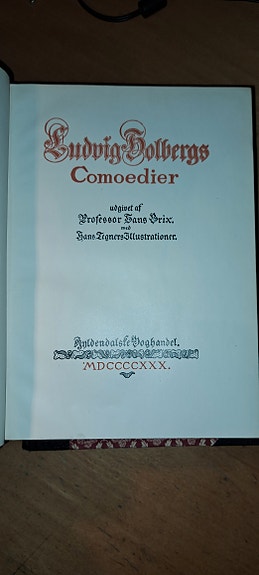 Ludvig Holbergs
Comoedier
udgivet af
Professor Hans Brix.
med
Hans Tegners Illustrationer.
Gyldendalske Boghandel.
MDCCCCXXX.